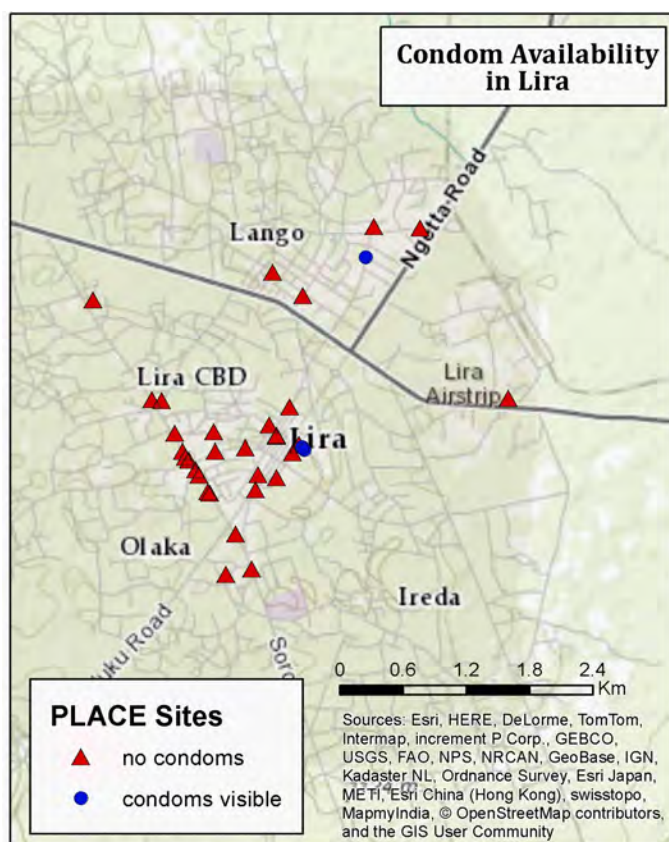 Condom Availability
in Lira
Ngetta Road
Lango
Lira CBD
Lira
Airstrip
Lira
Olaka
Ireda
uku Road
Soro
0 0.6 1.2 1.8 2.4
Km
PLACE Sites
no condoms
condoms visible
Sources: Esri, HERE, DeLorme, TomTom,
Intermap, increment P Corp., GEBCO,
USGS, FAO, NPS, NRCAN, GeoBase, IGN,
Kadaster NL, Ordnance Survey, Esri Japan,
METI, Esri China (Hong Kong), swisstopo,
MapmyIndia, © OpenStreetMap contributors,
and the GIS User Community